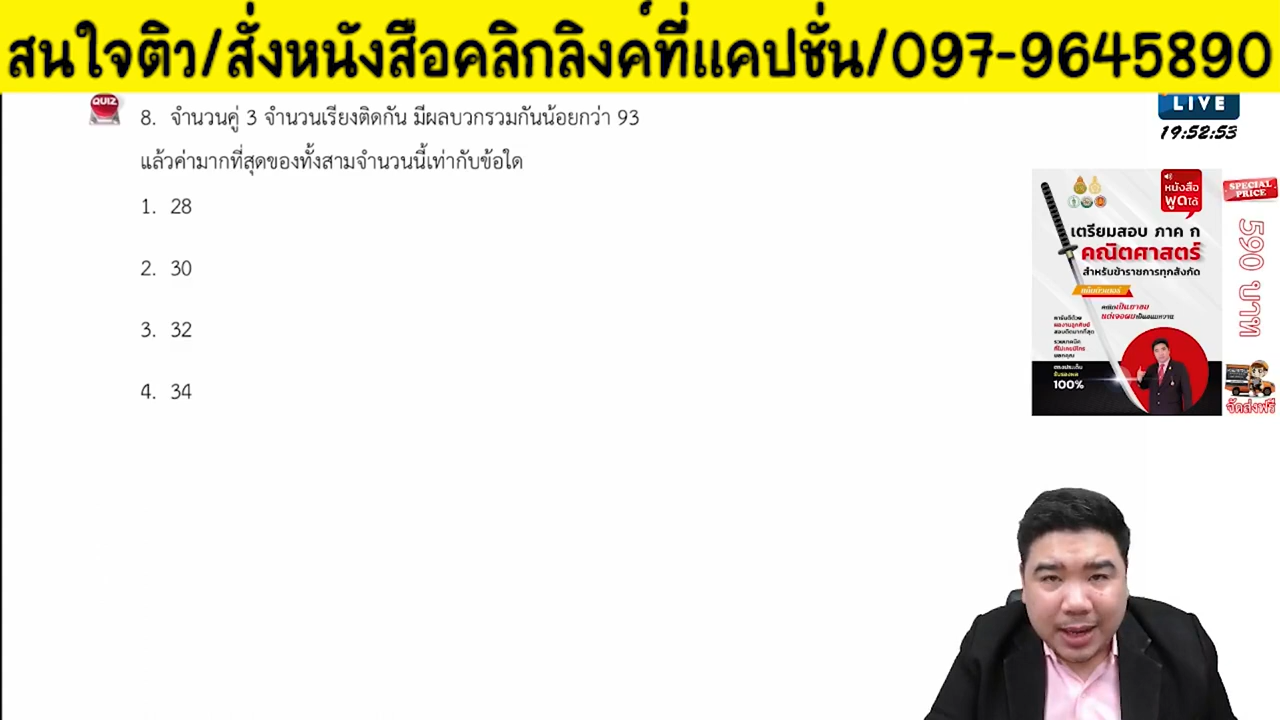 สนใจติว/สั่งหนังสือคลิกลิงค์ที่แคปชั่น/097-9645890
QUIZ
8. จำนวนคู่ 3 จำนวนเรียงติดกัน มีผลบวกรวมกันน้อยกว่า 93
แล้วค่ามากที่สุดของทั้งสามจำนวนนี้เท่ากับข้อใด
1. 28
2. 30
3. 32
4. 34
LIVE
19:52:53
หนังสือ
พูดได้
เตรียมสอบ ภาค ก
คณิตศาสตร์
สำหรับข้าราชการทุกสังกัด
100%
SPECIAL
PRICE
590 บาท
จัดส่งฟรี